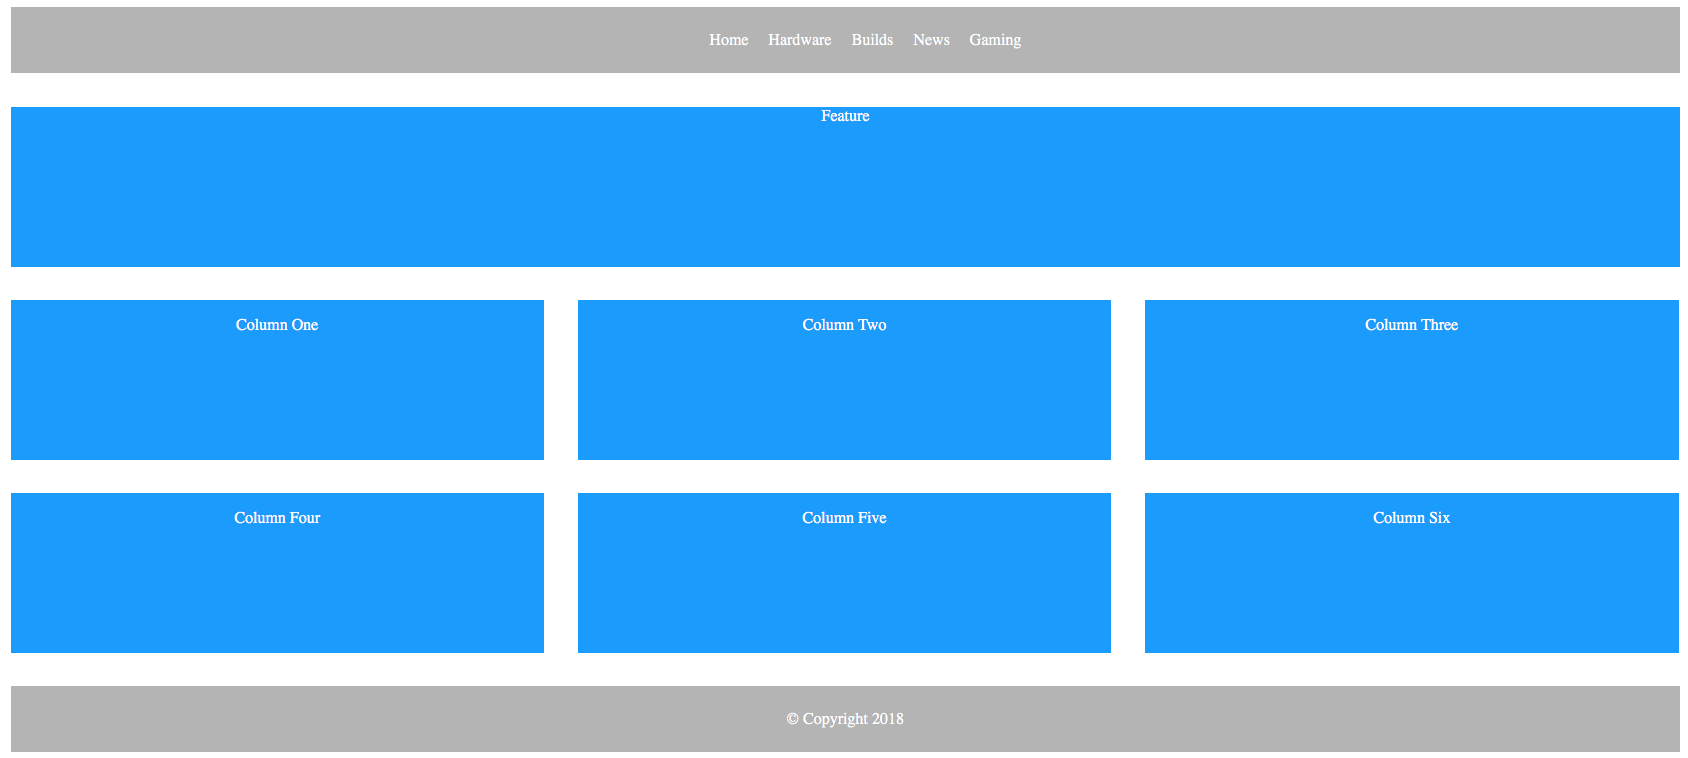 Home Hardware Builds News Gaming
Feature
Column One Column Two Column Three
Column Four Column Five Column Six
© Copyright 2018